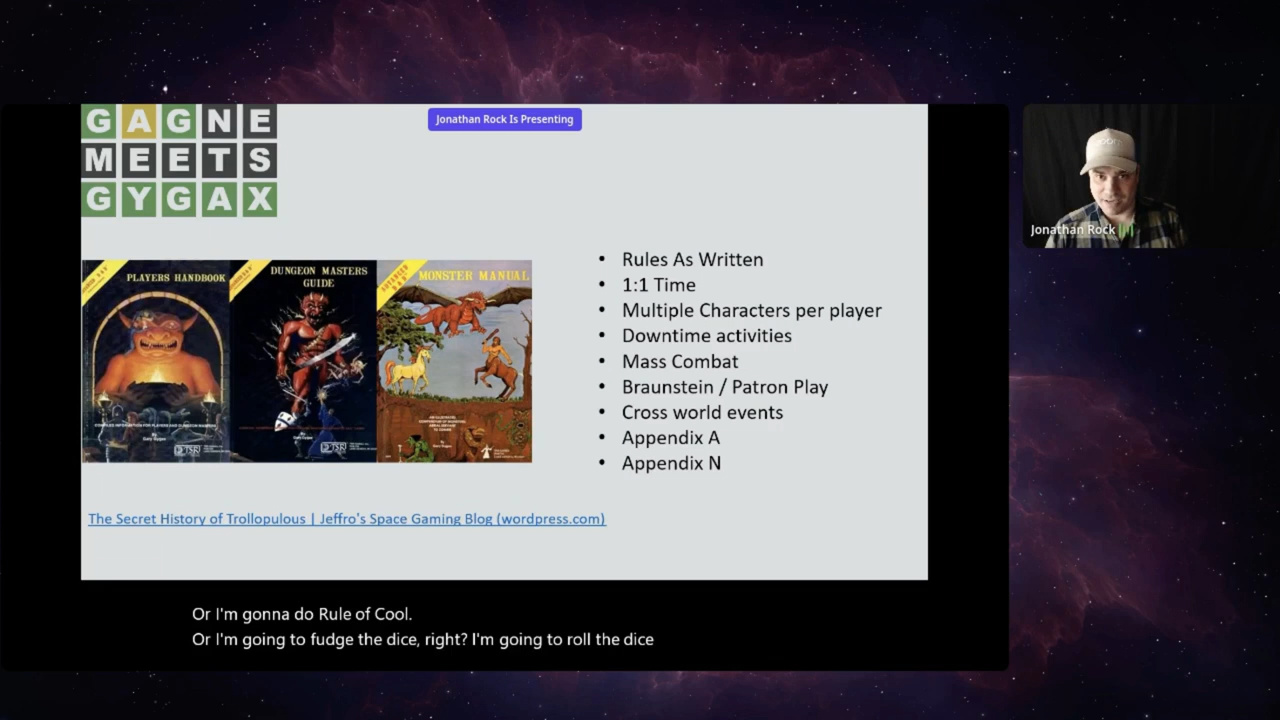 GAGNE
MEETS
GYGAX
Jonathan Rock Is Presenting
Jonathan Rock
PLAYERS HANDBOOK
DUNGEON MASTERS
GUIDE
MONSTER MANUAL
• Rules As Written
• 1:1 Time
• Multiple Characters per player
• Downtime activities
• Mass Combat
• Braunstein / Patron Play
• Cross world events
• Appendix A
• Appendix N
The Secret History of Trollopulous | Jeffro's Space Gaming Blog (wordpress.com)
Or I'm gonna do Rule of Cool.
Or I'm going to fudge the dice, right? I'm going to roll the dice